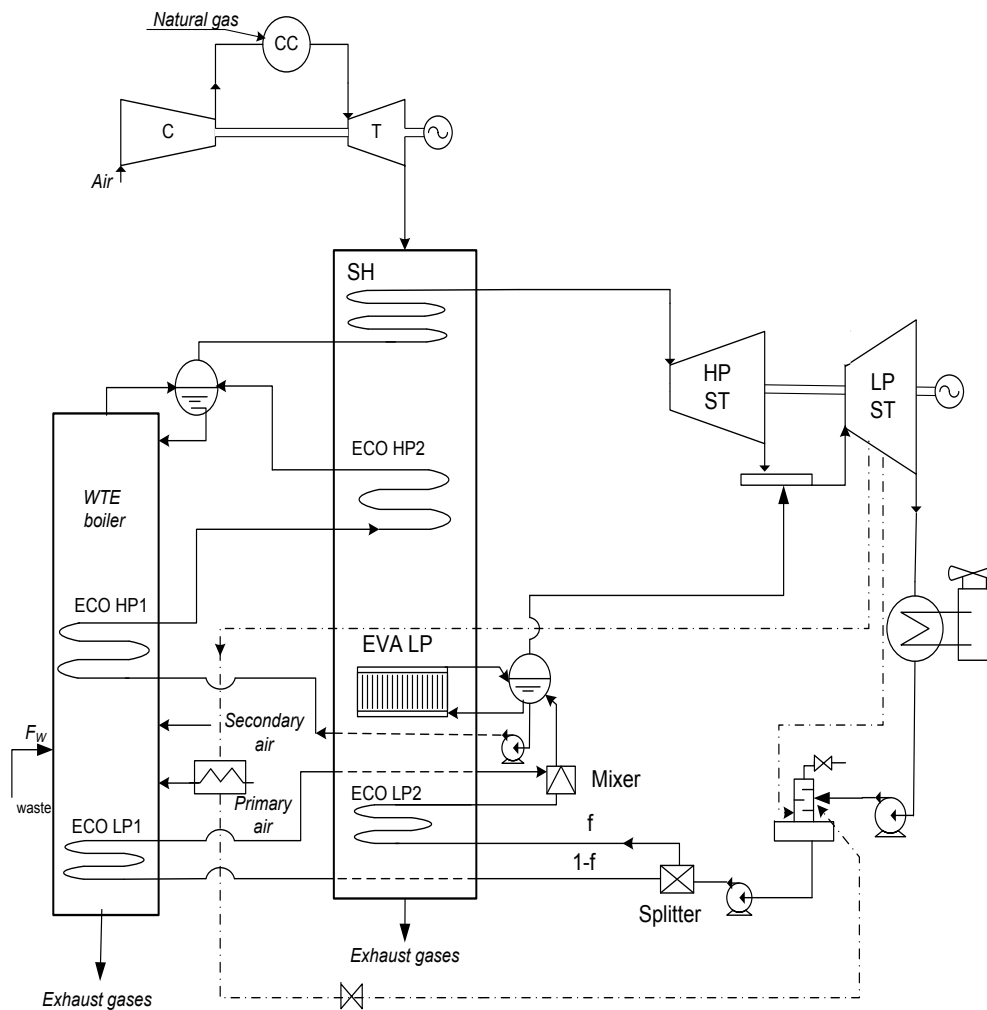 Natural gas
CC
C
T
Air
SH
HP
ST
LP
ST
ECO HP2
WTE
boiler
ECO HP1
EVA LP
Fw
Secondary
air
waste
Primary
air
Mixer
ECO LP2
f
ECO LP1
1-f
Splitter
Exhaust gases
Exhaust gases